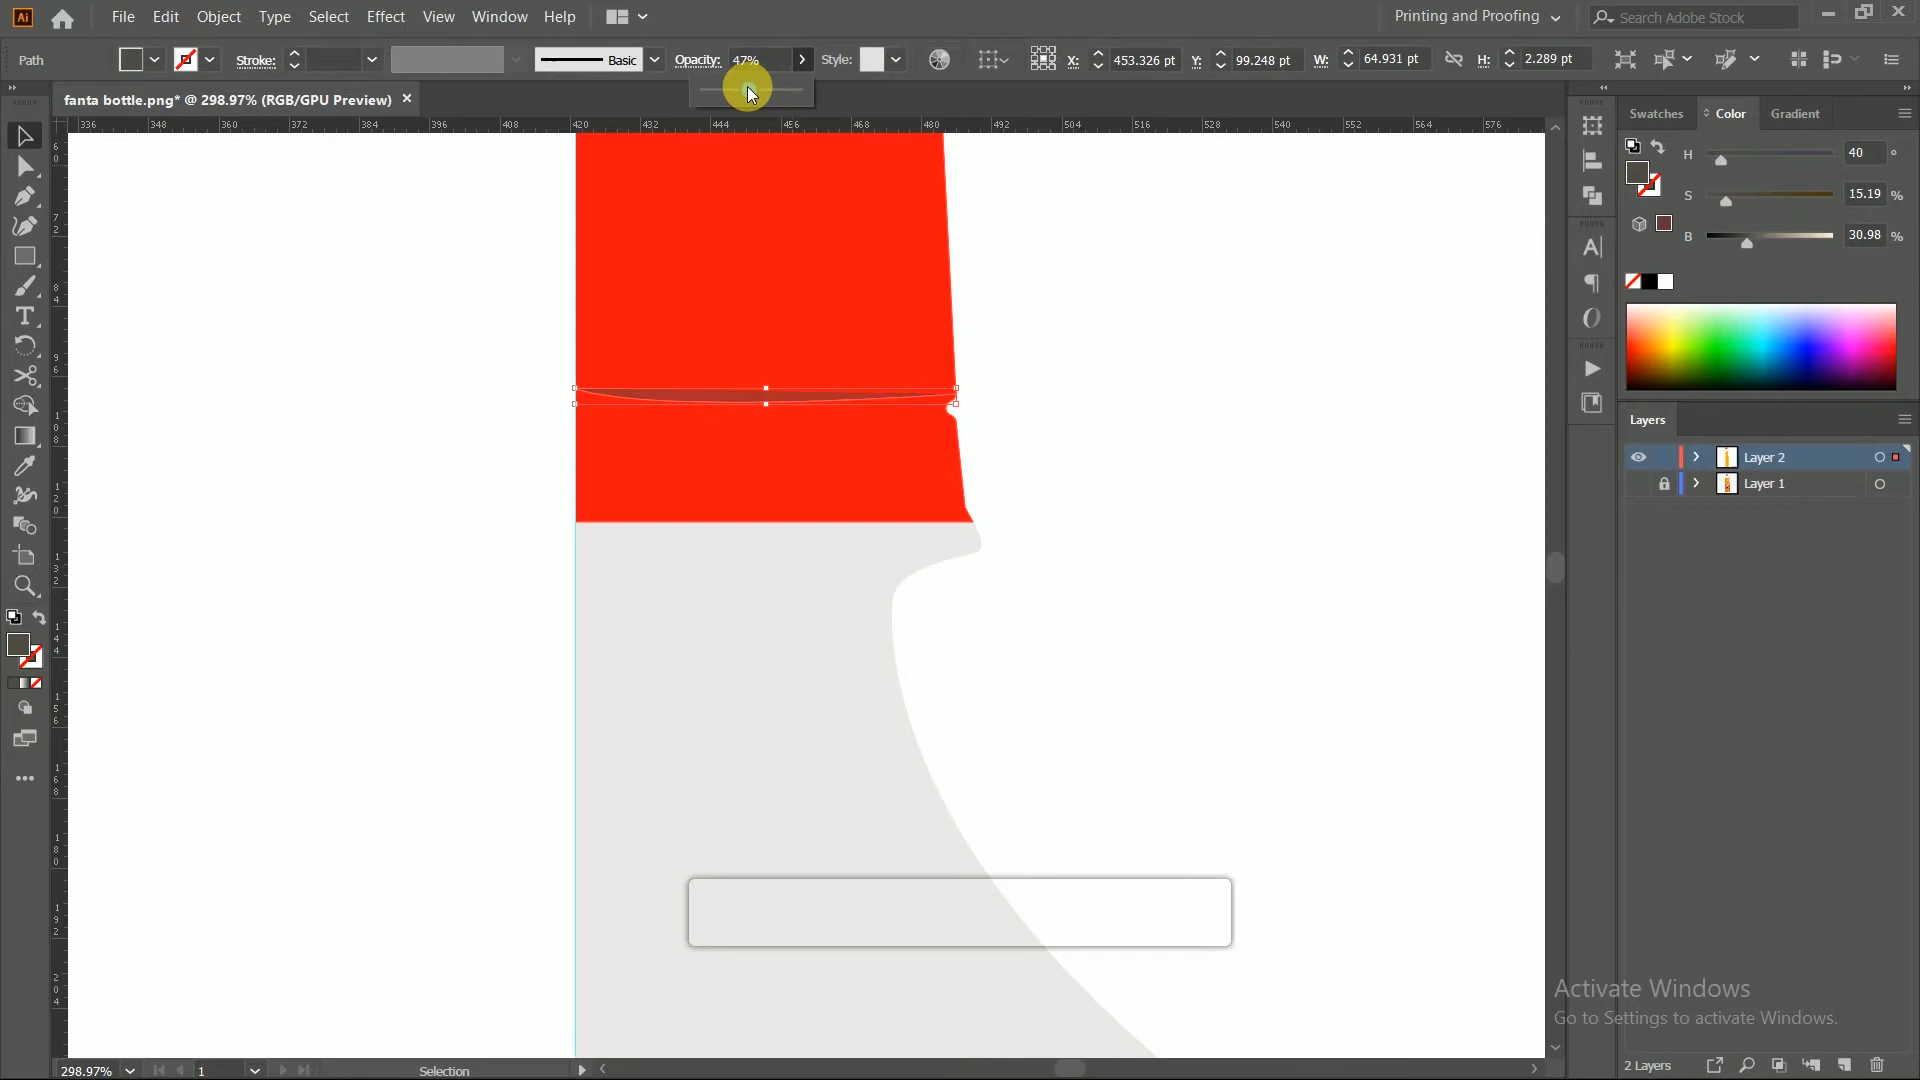 File Edit Object Type Select Effect View Window Help
Printing and Proofing
Search Adobe Stock
Path
Stroke:
Basic
Opacity: 47%
Style:
X: 453.326 pt
Y: 99.248 pt
W: 64.931 pt
H: 2.289 pt
fanta bottle.png* @ 298.97% (RGB/GPU Preview)
336 348 360 372 384 396 408 420 432 444 456 468 480 492 504 516 528 540 552 564 576
Swatches Color Gradient
H 40 °
S 15.19 %
B 30.98 %
Layers
Layer 2
Layer 1
Activate Windows
Go to Settings to activate Windows.
298.97%
1
Selection
2 Layers